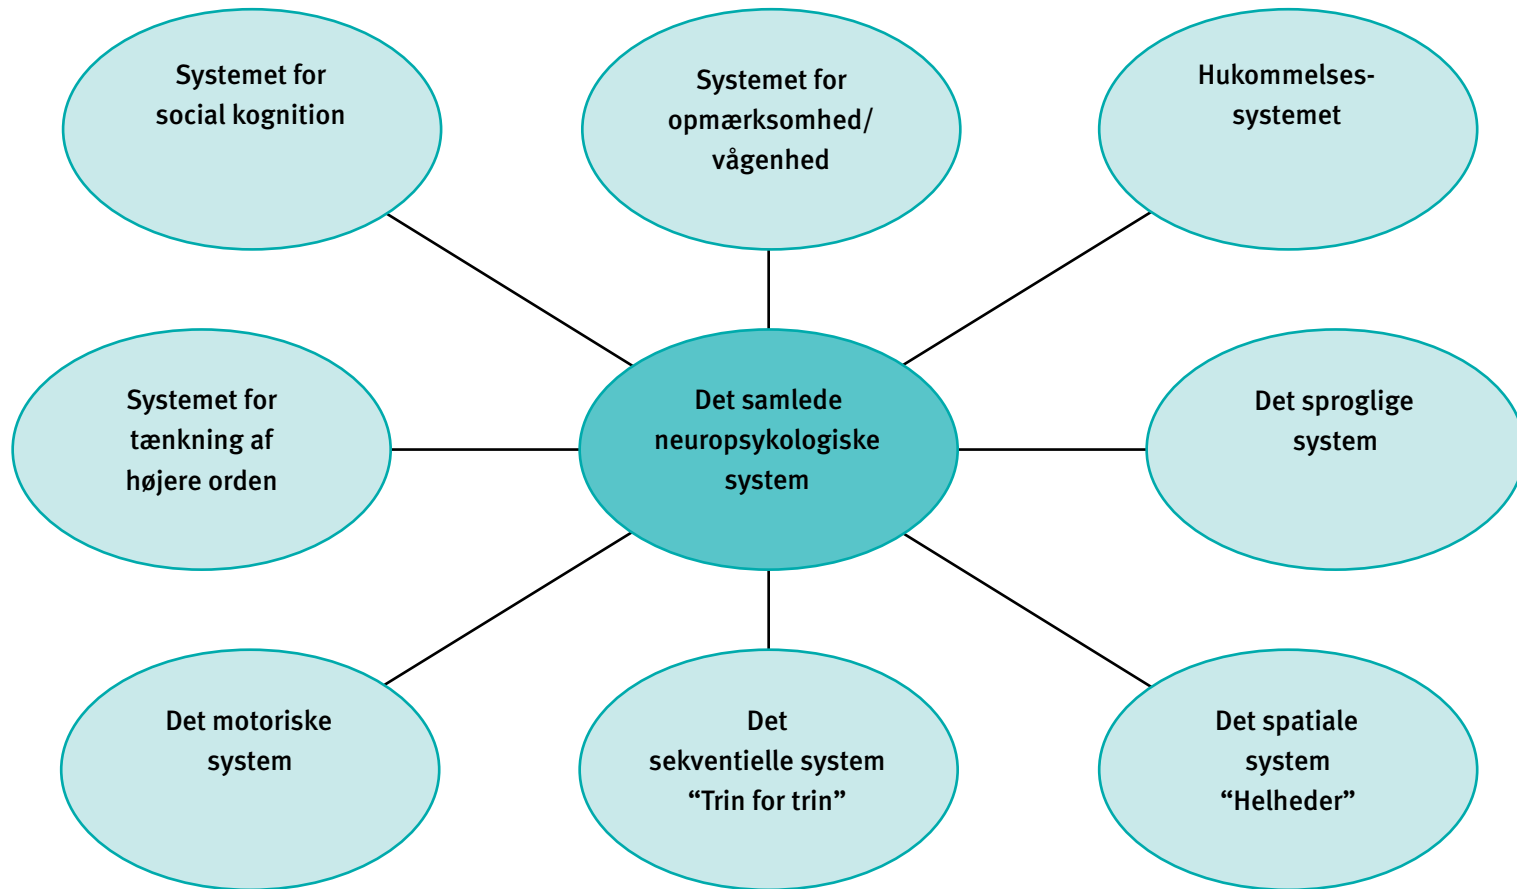 Systemet for
social kognition
Systemet for
opmærksomhed/
vågenhed
Hukommelses-
systemet
Systemet for
tænkning af
højere orden
Det samlede
neuropsykologiske
system
Det sproglige
system
Det motoriske
system
Det
sekventielle system
“Trin for trin”
Det spatiale
system
“Helheder”